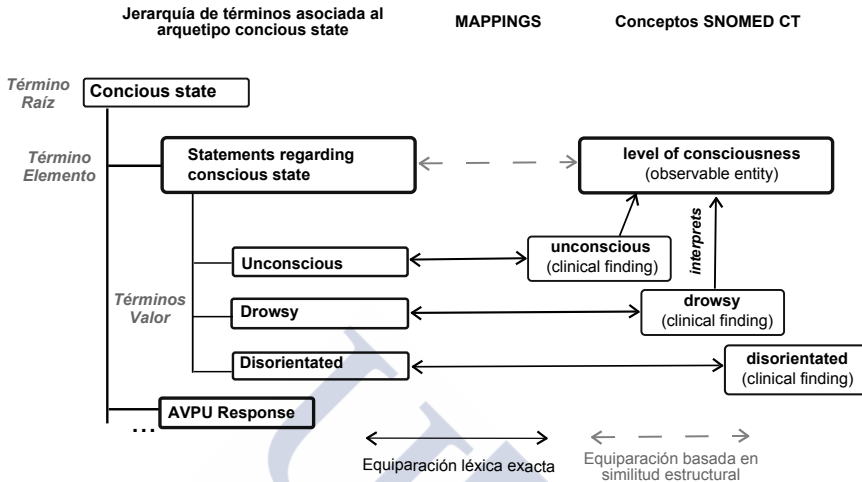 Jerarquía de términos asociada al
arquetipo concious state
MAPPINGS
Conceptos SNOMED CT
Término
Raíz
Concious state
Término
Elemento
Statements regarding
conscious state
level of consciousness
(observable entity)
interprets
Términos
Valor
Unconscious
unconscious
(clinical finding)
Drowsy
drowsy
(clinical finding)
Disorientated
disorientated
(clinical finding)
AVPU Response
...
Equiparación léxica exacta
Equiparación basada en
similitud estructural